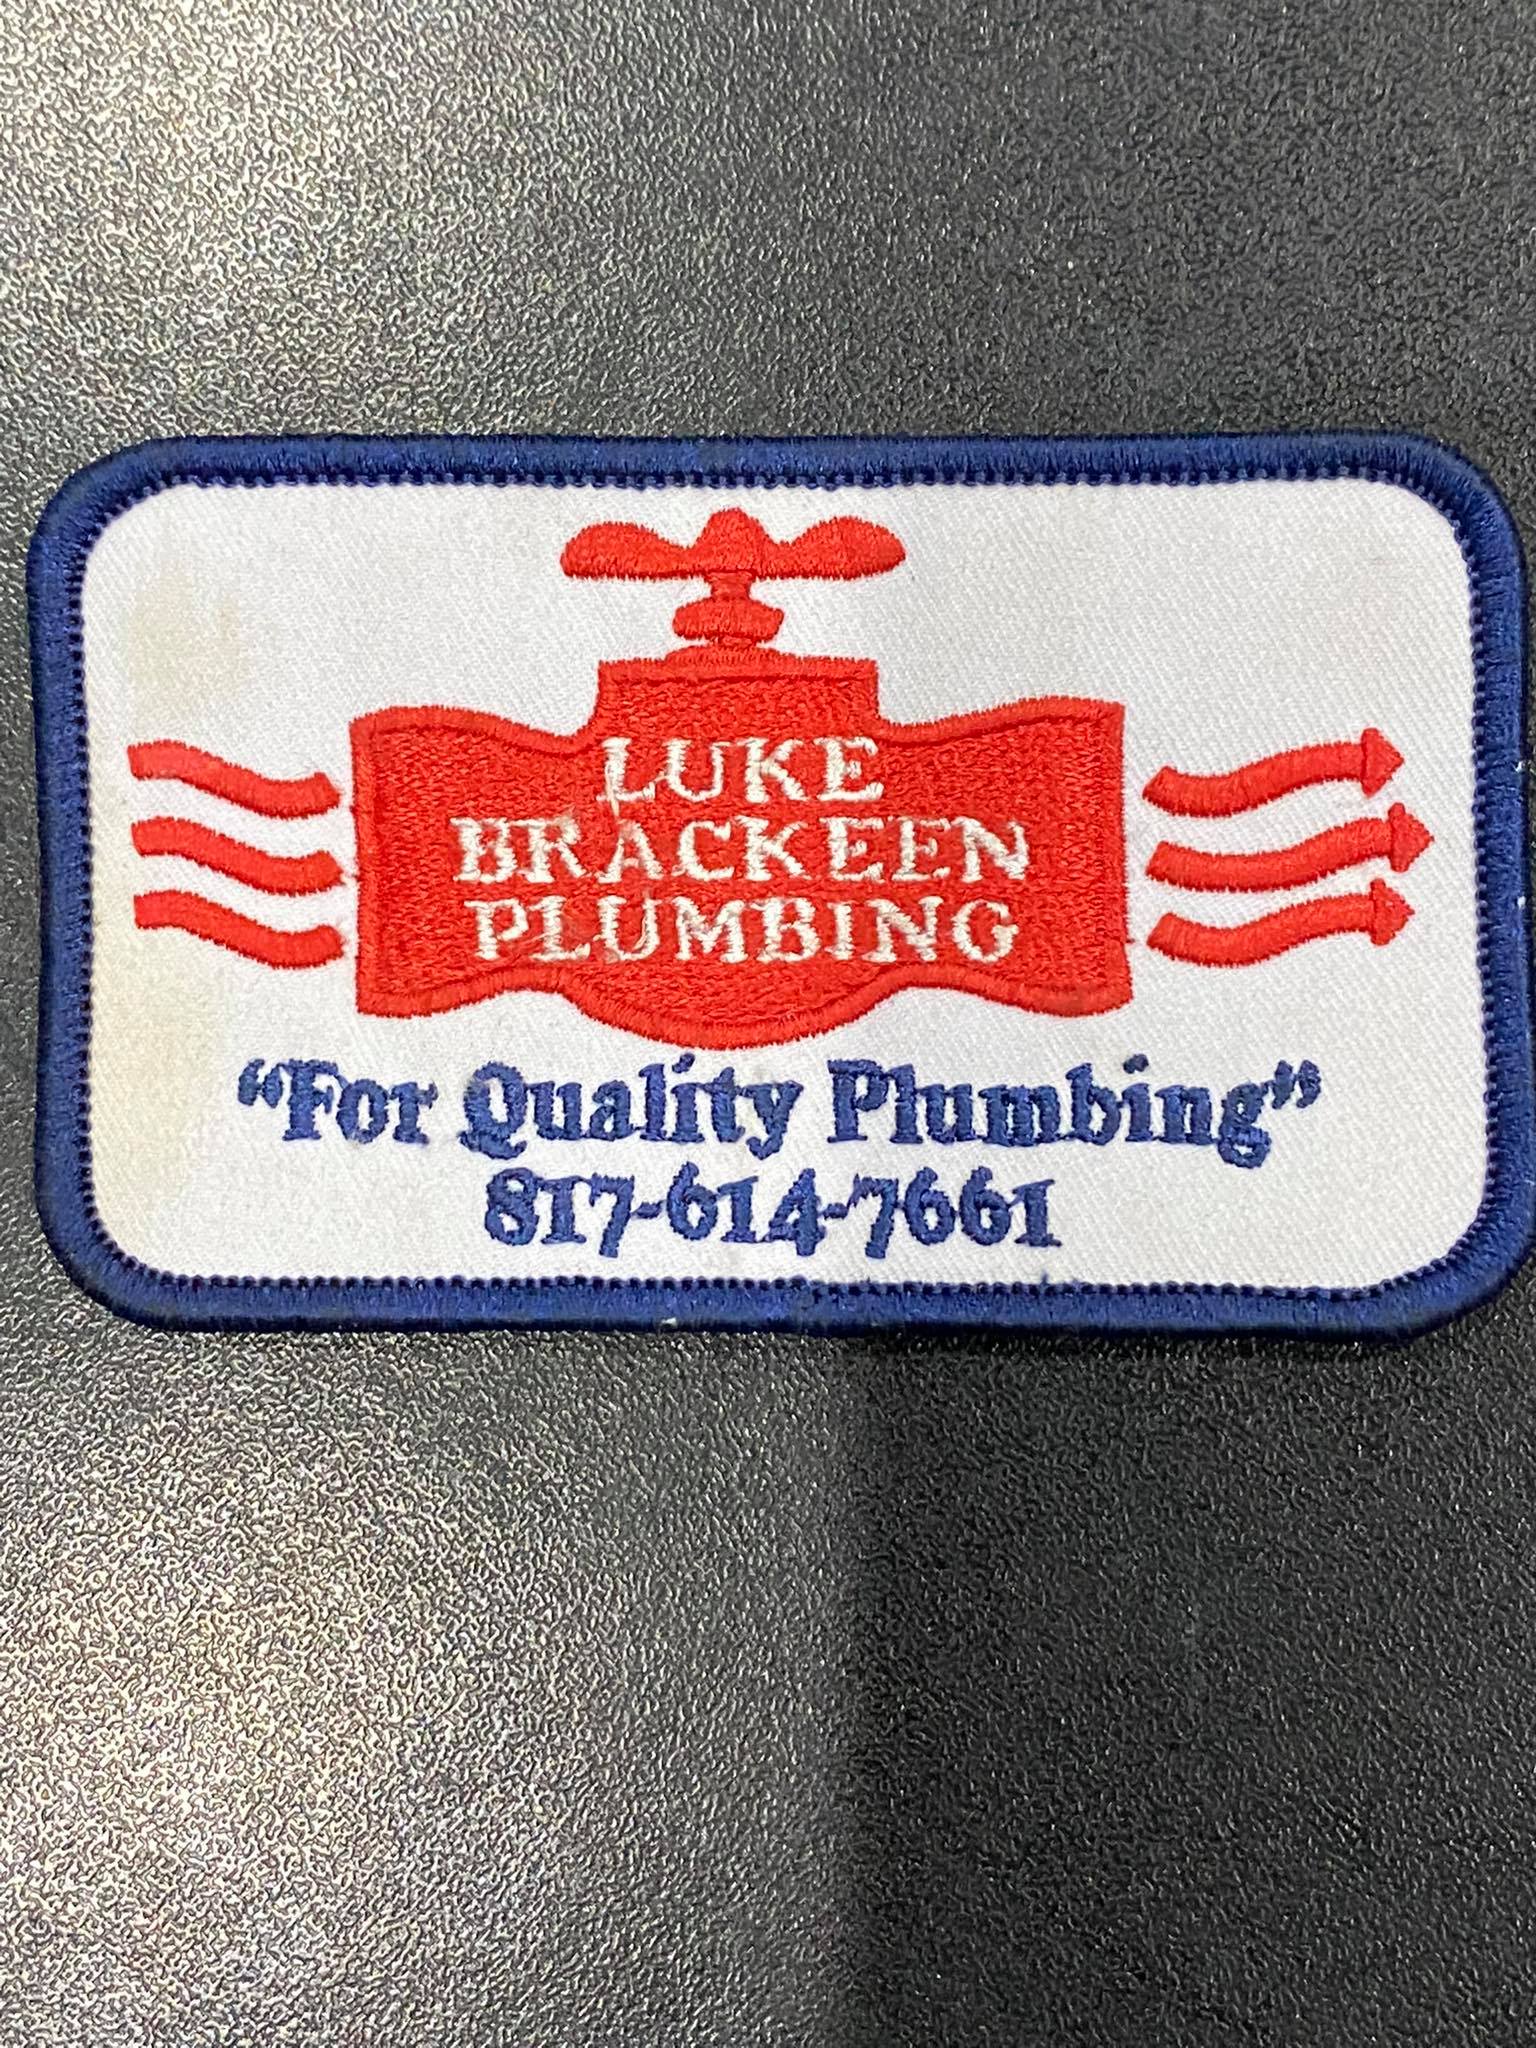 LUKE
BRACKEEN
PLUMBING
“For Quality Plumbing”
817-614-7661